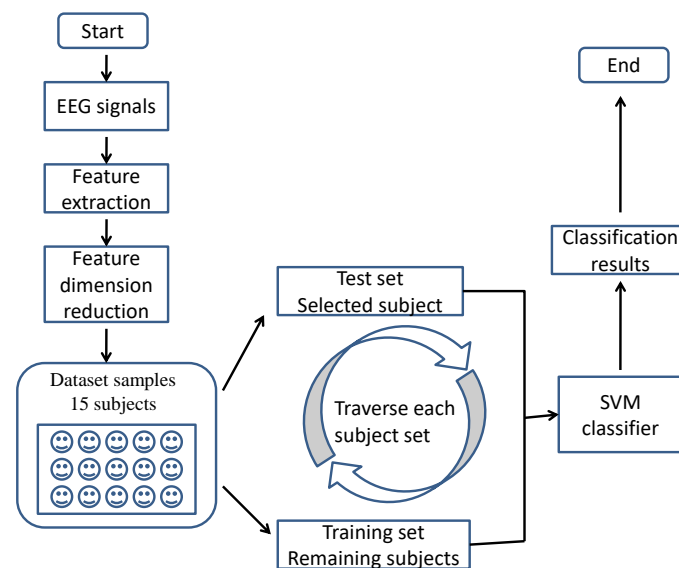 Start
EEG signals
Feature
extraction
Feature
dimension
reduction
Dataset samples
15 subjects
Test set
Selected subject
Traverse each
subject set
Training set
Remaining subjects
SVM
classifier
Classification
results
End